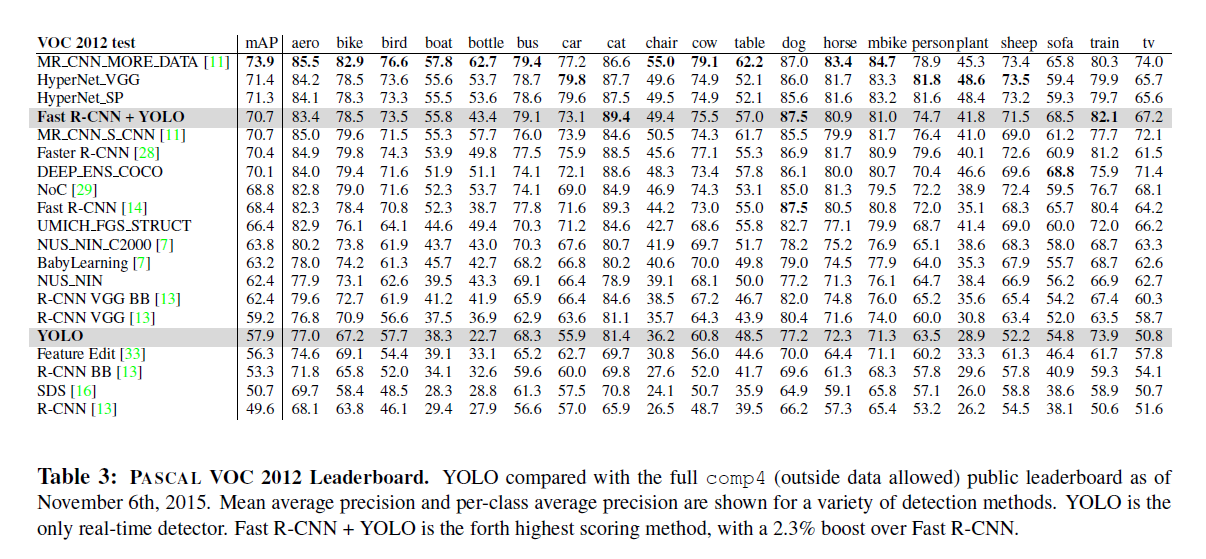 VOC 2012 test mAP aero bike bird boat bottle bus car cat chair cow table dog horse mbike person plant sheep sofa train tv
MR_CNN_MORE_DATA [11] 73.9 85.5 82.9 76.6 57.8 62.7 79.4 77.2 86.6 55.0 79.1 62.2 87.0 83.4 84.7 78.9 45.3 73.4 65.8 80.3 74.0
HyperNet_VGG 71.4 84.2 78.5 73.6 55.6 53.7 78.7 79.8 87.7 49.6 74.9 52.1 86.0 81.7 83.3 81.8 48.6 73.5 59.4 79.9 65.7
HyperNet_SP 71.3 84.1 78.3 73.3 55.5 53.6 78.6 79.6 87.5 49.5 74.9 52.1 85.6 81.6 83.2 81.6 48.4 73.2 59.3 79.7 65.6
Fast R-CNN + YOLO 70.7 83.4 78.5 73.5 55.8 43.4 79.1 73.1 89.4 49.4 75.5 57.0 87.5 80.9 81.0 74.7 41.8 71.5 68.5 82.1 67.2
MR_CNN_S_CNN [11] 70.7 85.0 79.6 71.5 55.3 57.7 76.0 73.9 84.6 50.5 74.3 61.7 85.5 79.9 81.7 76.4 41.0 69.0 61.2 77.7 72.1
Faster R-CNN [28] 70.4 84.9 79.8 74.3 53.9 49.8 77.5 75.9 88.5 45.6 77.1 55.3 86.9 81.7 80.9 79.6 40.1 72.6 60.9 81.2 61.5
DEEP_ENS_COCO 70.1 84.0 79.4 71.6 51.9 51.1 74.1 72.1 88.6 48.3 73.4 57.8 86.1 80.0 80.7 70.4 46.6 69.6 68.8 75.9 71.4
NoC [29] 68.8 82.8 79.0 71.6 52.3 53.7 74.1 69.0 84.9 46.9 74.3 53.1 85.0 81.3 79.5 72.2 38.9 72.4 59.5 76.7 68.1
Fast R-CNN [14] 68.4 82.3 78.4 70.8 52.3 38.7 77.8 71.6 89.3 44.2 73.0 55.0 87.5 80.5 80.8 72.0 35.1 68.3 65.7 80.4 64.2
UMICH_FGS_STRUCT 66.4 82.9 76.1 64.1 44.6 49.4 70.3 71.2 84.6 42.7 68.6 55.8 82.7 77.1 79.9 68.7 41.4 69.0 60.0 72.0 66.2
NUS_NIN_C2000 [7] 63.8 80.2 73.8 61.9 43.7 43.0 70.3 67.6 80.7 41.9 69.7 51.7 78.2 75.2 76.9 65.1 38.6 68.3 58.0 68.7 63.3
BabyLearning [7] 63.2 78.0 74.2 61.3 45.7 42.7 68.2 66.8 80.2 40.6 70.0 49.8 79.0 74.5 77.9 64.0 35.3 67.9 55.7 68.7 62.6
NUS_NIN 62.4 77.9 73.1 62.6 39.5 43.3 69.1 66.4 78.9 39.1 68.1 50.0 77.2 71.3 76.1 64.7 38.4 66.9 56.2 66.9 62.7
R-CNN VGG BB [13] 62.4 79.6 72.7 61.9 41.2 41.9 65.9 66.4 84.6 38.5 67.2 46.7 82.0 74.8 76.0 65.2 35.6 65.4 54.2 67.4 60.3
R-CNN VGG [13] 59.2 76.8 70.9 56.6 37.5 36.9 62.9 63.6 81.1 35.7 64.3 43.9 80.4 71.6 74.0 60.0 30.8 63.4 52.0 63.5 58.7
YOLO 57.9 77.0 67.2 57.7 38.3 22.7 68.3 55.9 81.4 36.2 60.8 48.5 77.2 72.3 71.3 63.5 28.9 52.2 54.8 73.9 50.8
Feature Edit [33] 56.3 74.6 69.1 54.4 39.1 33.1 65.2 62.7 69.7 30.8 56.0 44.6 70.0 64.4 71.1 60.2 33.3 61.3 46.4 61.7 57.8
R-CNN BB [13] 53.3 71.8 65.8 52.0 34.1 32.6 59.6 60.0 69.8 27.6 52.0 41.7 69.6 61.3 68.3 57.8 29.6 57.8 40.9 59.3 54.1
SDS [16] 50.7 69.7 58.4 48.5 28.3 28.8 61.3 57.5 70.8 24.1 50.7 35.9 64.9 59.1 65.8 57.1 26.0 58.8 38.6 58.9 50.7
R-CNN [13] 49.6 68.1 63.8 46.1 29.4 27.9 56.6 57.0 65.9 26.5 48.7 39.5 66.2 57.3 65.4 53.2 26.2 54.5 38.1 50.6 51.6
Table 3: PASCAL VOC 2012 Leaderboard. YOLO compared with the full comp4 (outside data allowed) public leaderboard as of
November 6th, 2015. Mean average precision and per-class average precision are shown for a variety of detection methods. YOLO is the
only real-time detector. Fast R-CNN + YOLO is the forth highest scoring method, with a 2.3% boost over Fast R-CNN.